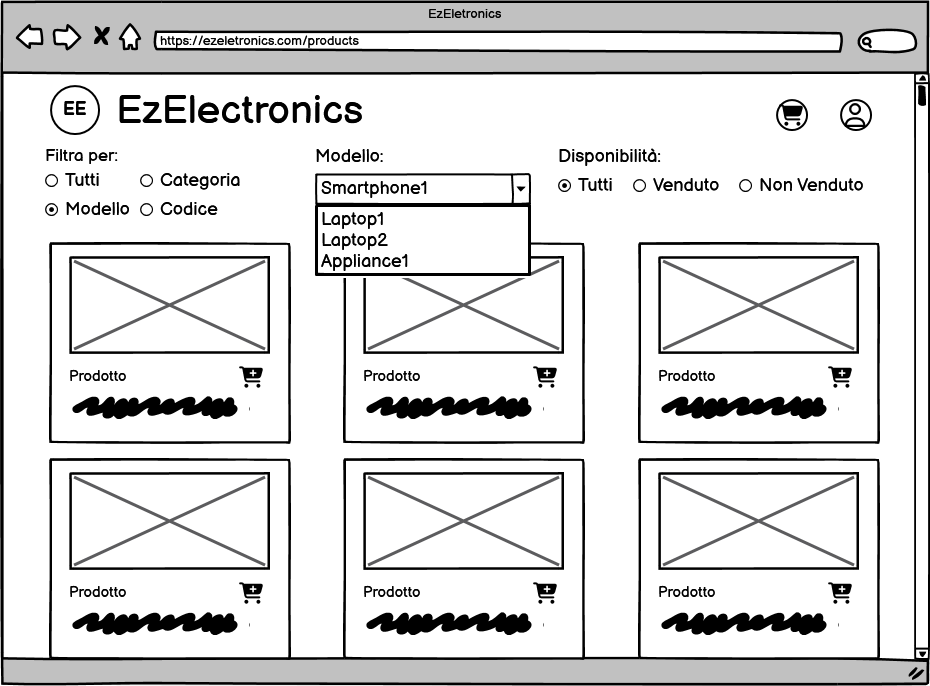 EzEletronics
https://ezeletronics.com/products
EE EzElectronics
Filtra per:
Tutti Categoria
Modello Codice
Modello:
Smartphone1
Laptop1
Laptop2
Appliance1
Disponibilità:
Tutti Venduto Non Venduto
Prodotto Prodotto Prodotto
Prodotto Prodotto Prodotto